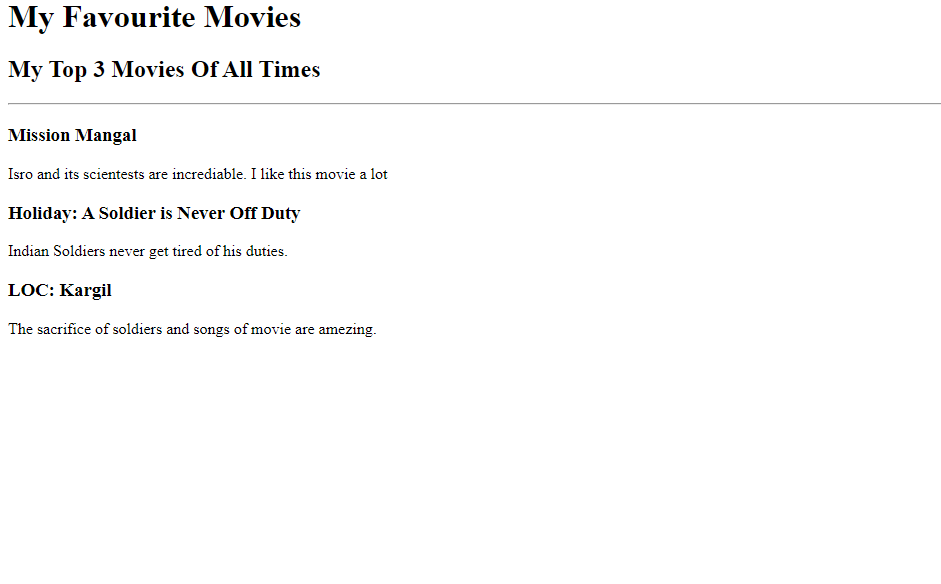 My Favourite Movies
My Top 3 Movies Of All Times
Mission Mangal
Isro and its scientests are incrediable. I like this movie a lot
Holiday: A Soldier is Never Off Duty
Indian Soldiers never get tired of his duties.
LOC: Kargil
The sacrifice of soldiers and songs of movie are amezing.